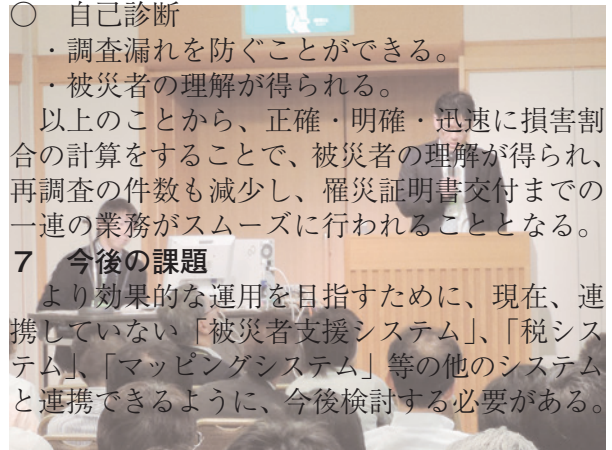 ○　自己診断
・調査漏れを防ぐことができる。
・被災者の理解が得られる。
以上のことから、正確・明確・迅速に損害割
合の計算をすることで、被災者の理解が得られ、
再調査の件数も減少し、罹災証明書交付までの
一連の業務がスムーズに行われることとなる。
７　今後の課題
より効果的な運用を目指すために、現在、連
携していない「被災者支援システム」、「税シス
テム」、「マッピングシステム」等の他のシステム
と連携できるように、今後検討する必要がある。